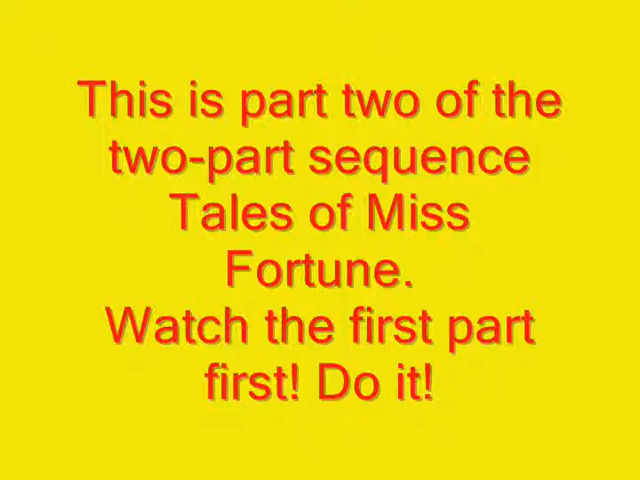 This is part two of the
two-part sequence
Tales of Miss
Fortune.
Watch the first part
first! Do it!